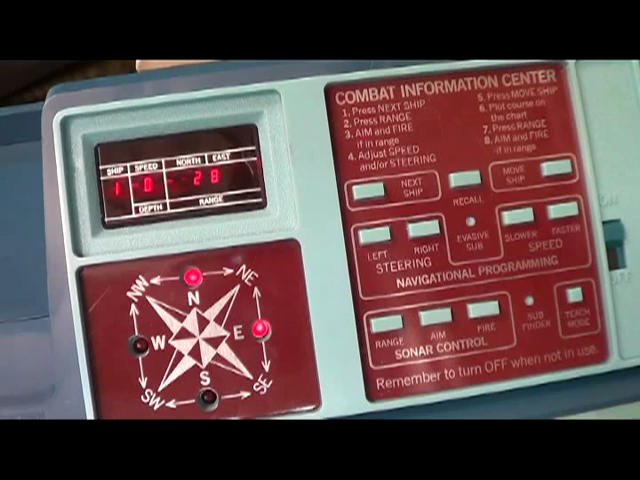 SHIP SPEED NORTH EAST
1 0 - 28
DEPTH RANGE
N
NE
E
SE
S
SW
W
NW
COMBAT INFORMATION CENTER
1. Press NEXT SHIP
2. Press RANGE
3. AIM and FIRE
if in range
4. Adjust SPEED
and/or STEERING
5. Press MOVE SHIP
6. Plot course on
the chart
7. Press RANGE
8. AIM and FIRE
if in range
NEXT
SHIP
RECALL
MOVE
SHIP
LEFT RIGHT
STEERING
EVASIVE
SUB
SLOWER FASTER
SPEED
NAVIGATIONAL PROGRAMMING
RANGE AIM FIRE
SONAR CONTROL
SUB
FINDER
TEACH
MODE
Remember to turn OFF when not in use.
ON